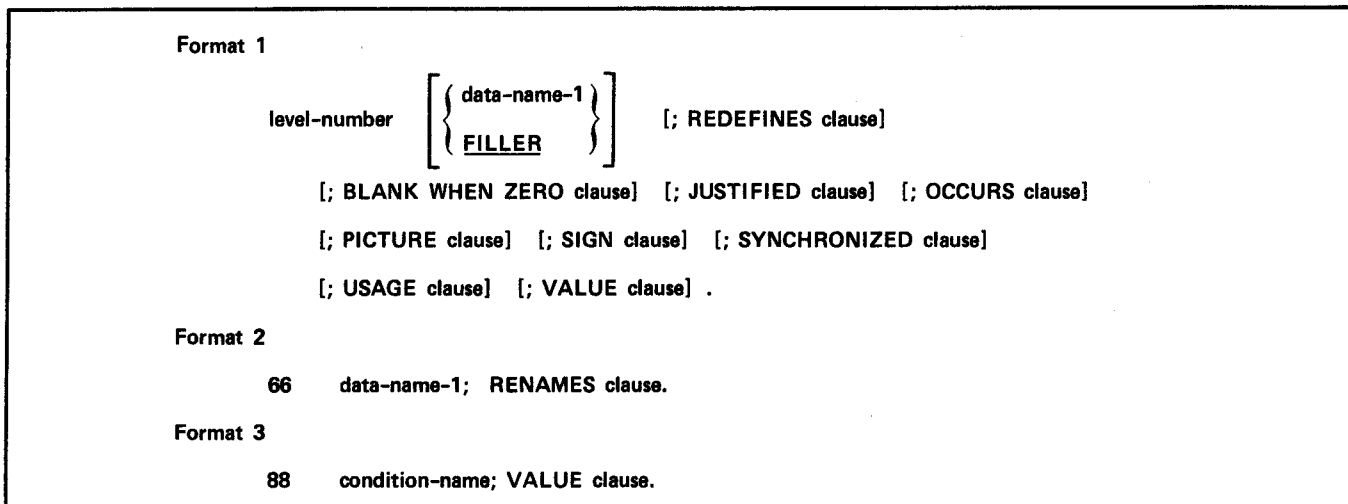 Format 1
level-number [{data-name-1 / FILLER}] [; REDEFINES clause]
[; BLANK WHEN ZERO clause] [; JUSTIFIED clause] [; OCCURS clause]
[; PICTURE clause] [; SIGN clause] [; SYNCHRONIZED clause]
[; USAGE clause] [; VALUE clause] .
Format 2
66 data-name-1; RENAMES clause.
Format 3
88 condition-name; VALUE clause.